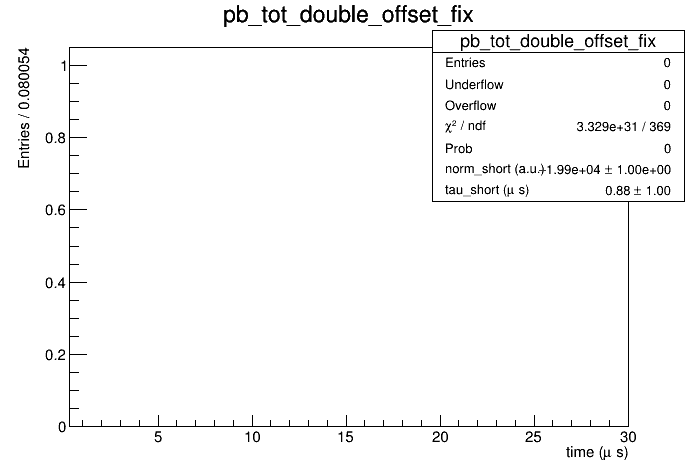 pb_tot_double_offset_fix
pb_tot_double_offset_fix
Entries 0
Underflow 0
Overflow 0
χ² / ndf 3.329e+31 / 369
Prob 0
norm_short (a.u.) -1.99e+04 ± 1.00e+00
tau_short (μ s) 0.88 ± 1.00
Entries / 0.080054
1
0.8
0.6
0.4
0.2
0
5 10 15 20 25 30
time (μ s)